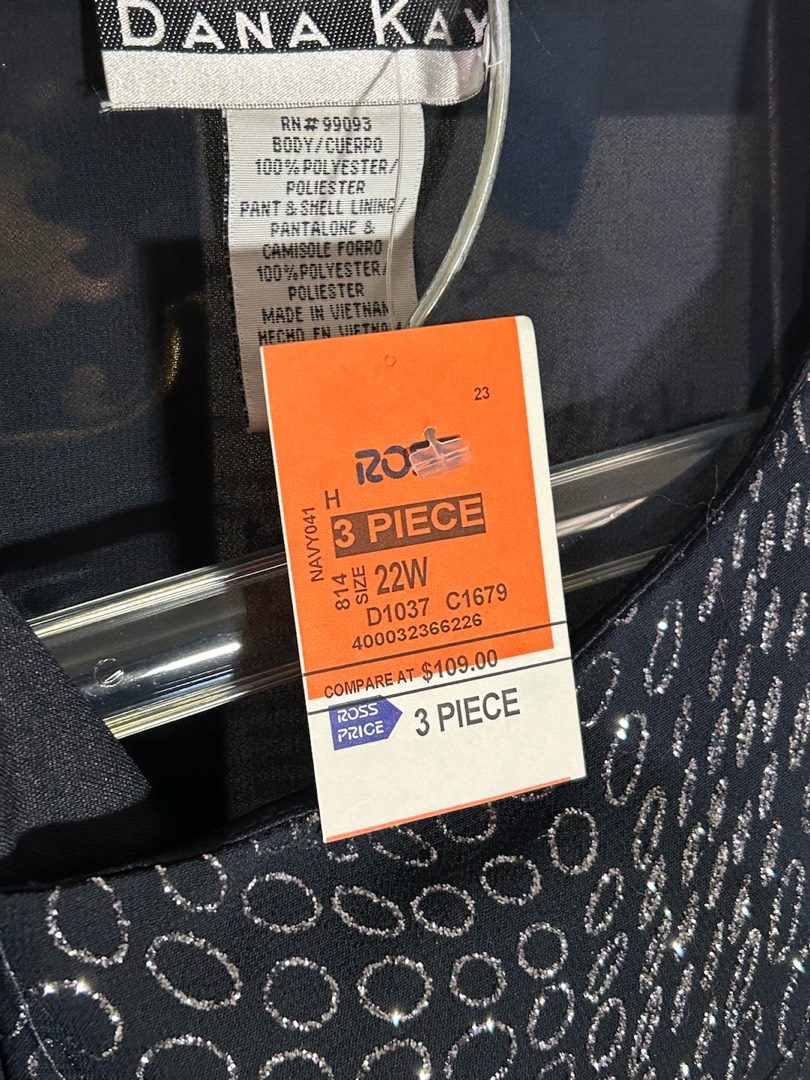 DANA KAY
RN# 99093
BODY/CUERPO
100% POLYESTER/
POLIESTER
PANT & SHELL LINING/
PANTALONE &
CAMISOLE FORRO
100% POLYESTER/
POLIESTER
MADE IN VIETNAM
HECHO EN
23
NAVY041
H
3 PIECE
814
SIZE
22W
D1037 C1679
400032366226
COMPARE AT $109.00
ROSS
PRICE
3 PIECE